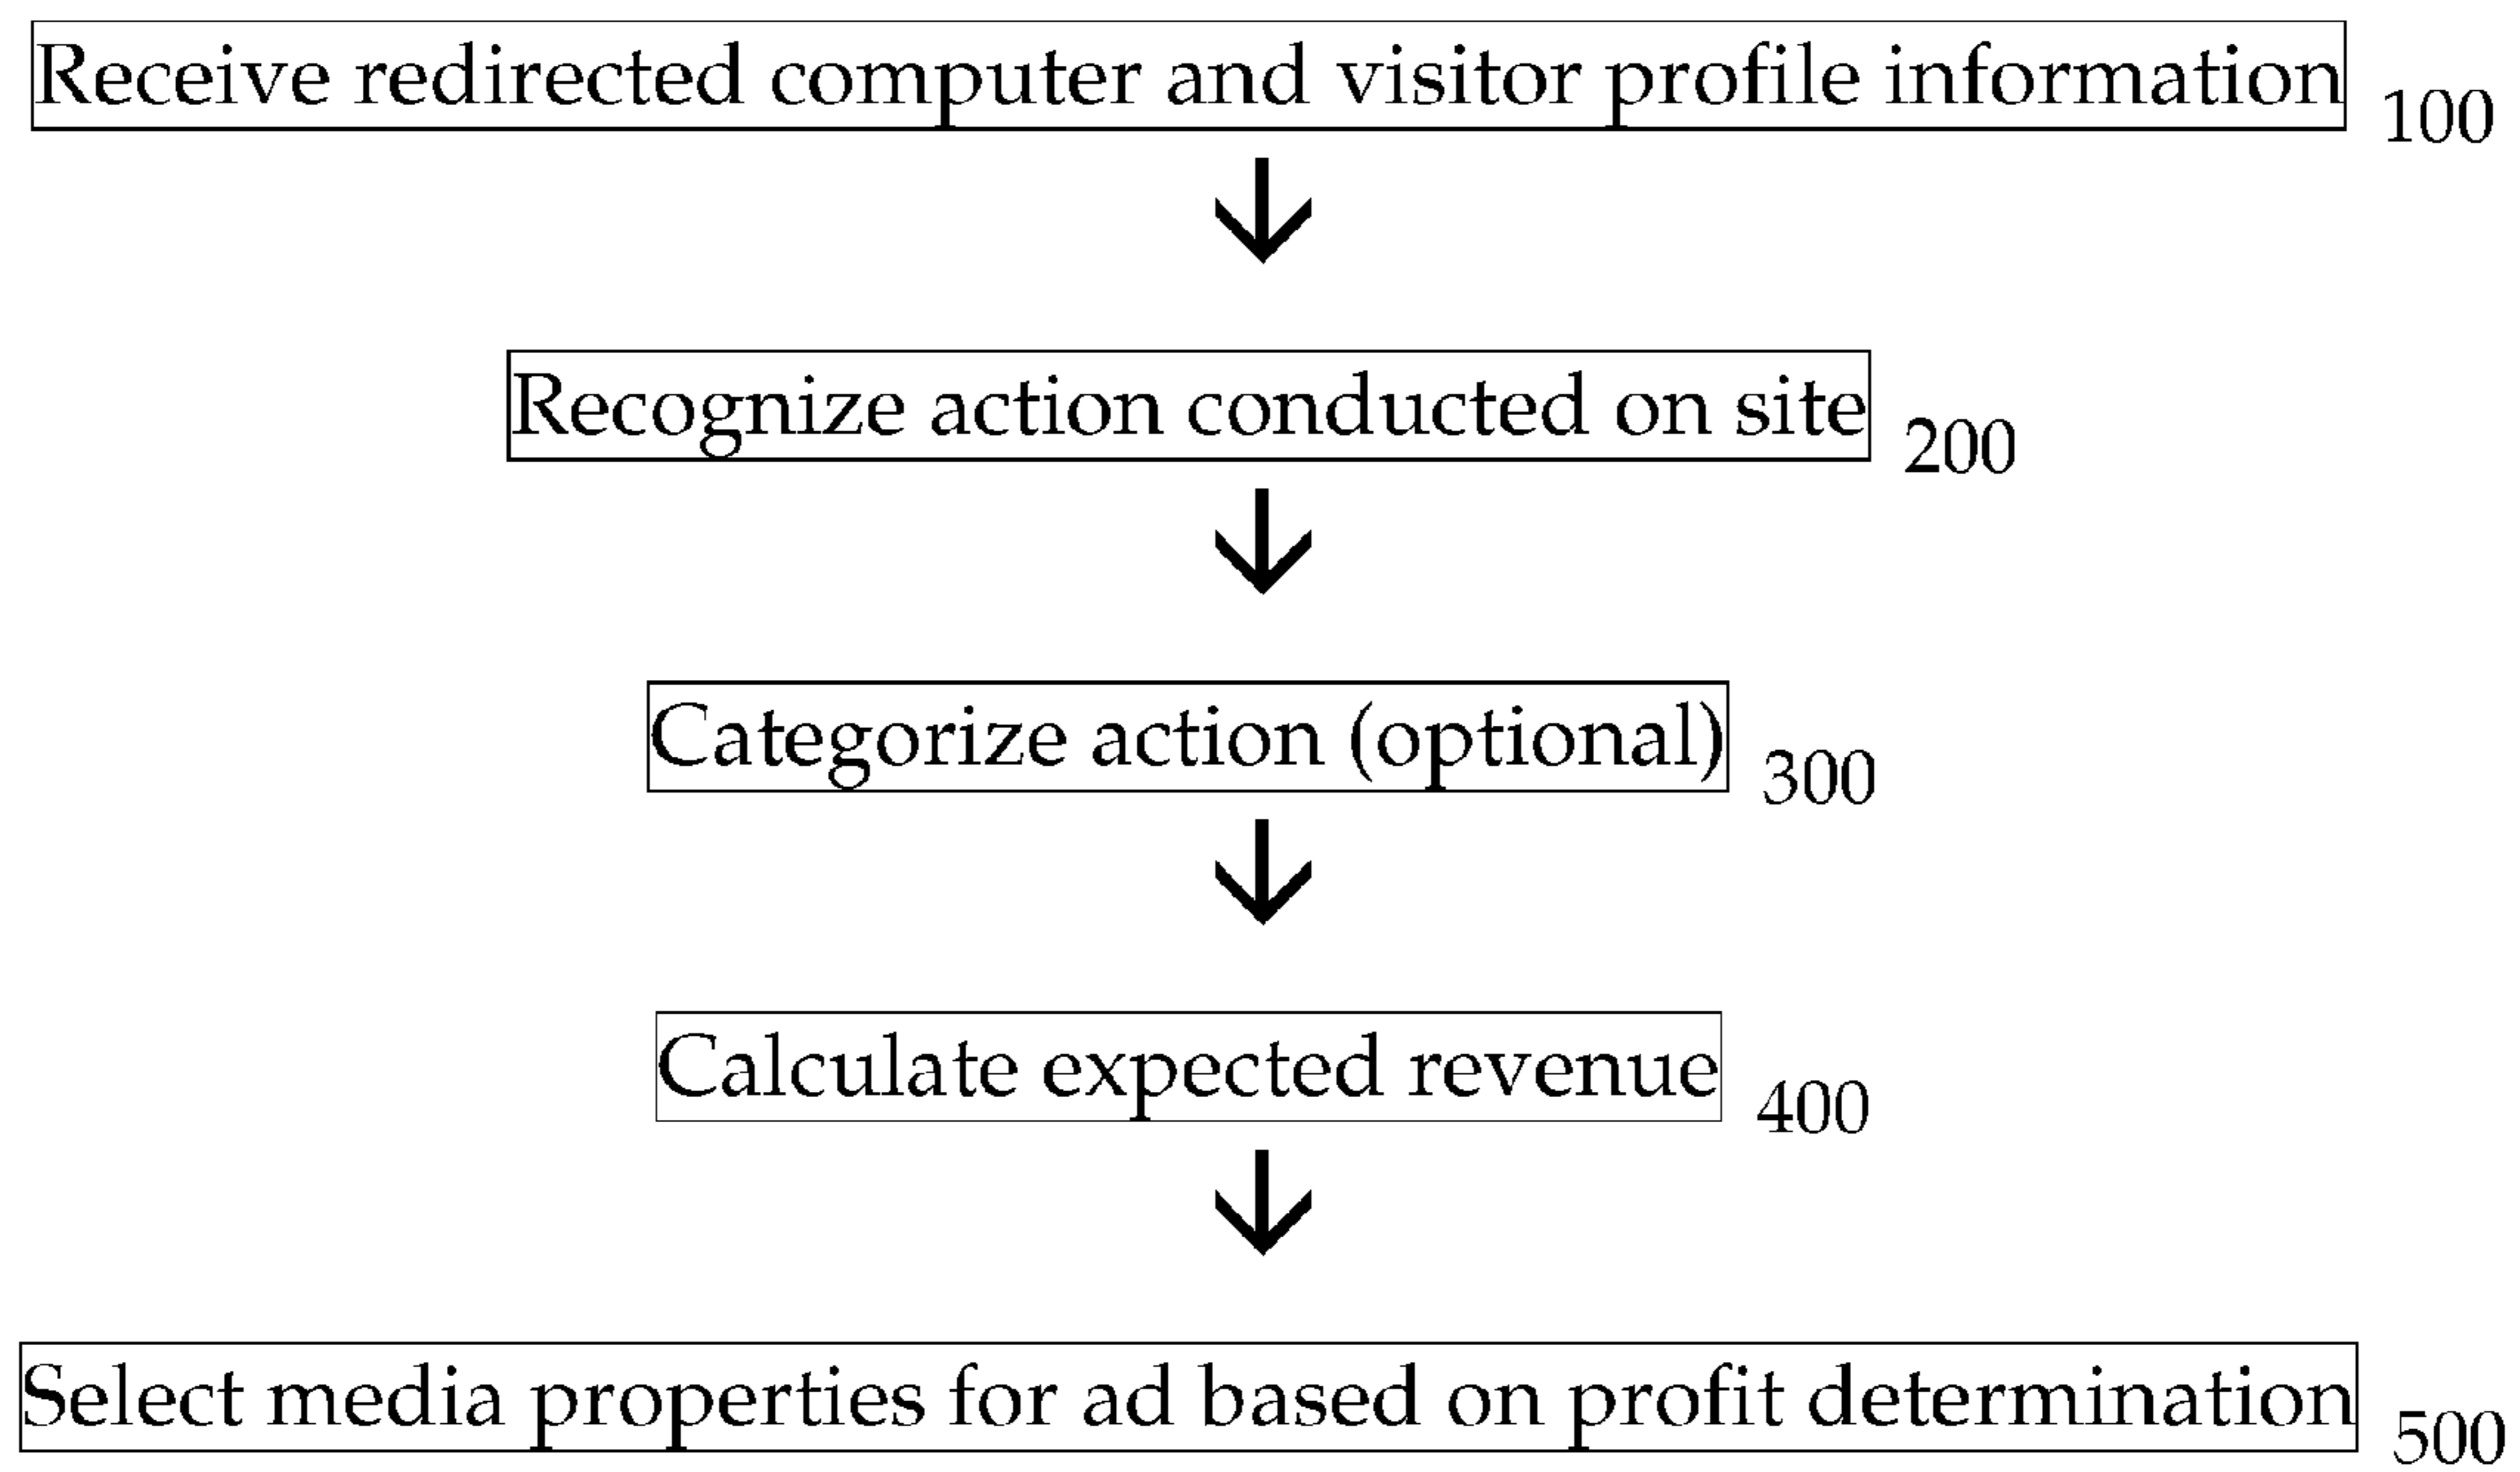 Receive redirected computer and visitor profile information 100
Recognize action conducted on site 200
Categorize action (optional) 300
Calculate expected revenue 400
Select media properties for ad based on profit determination 500